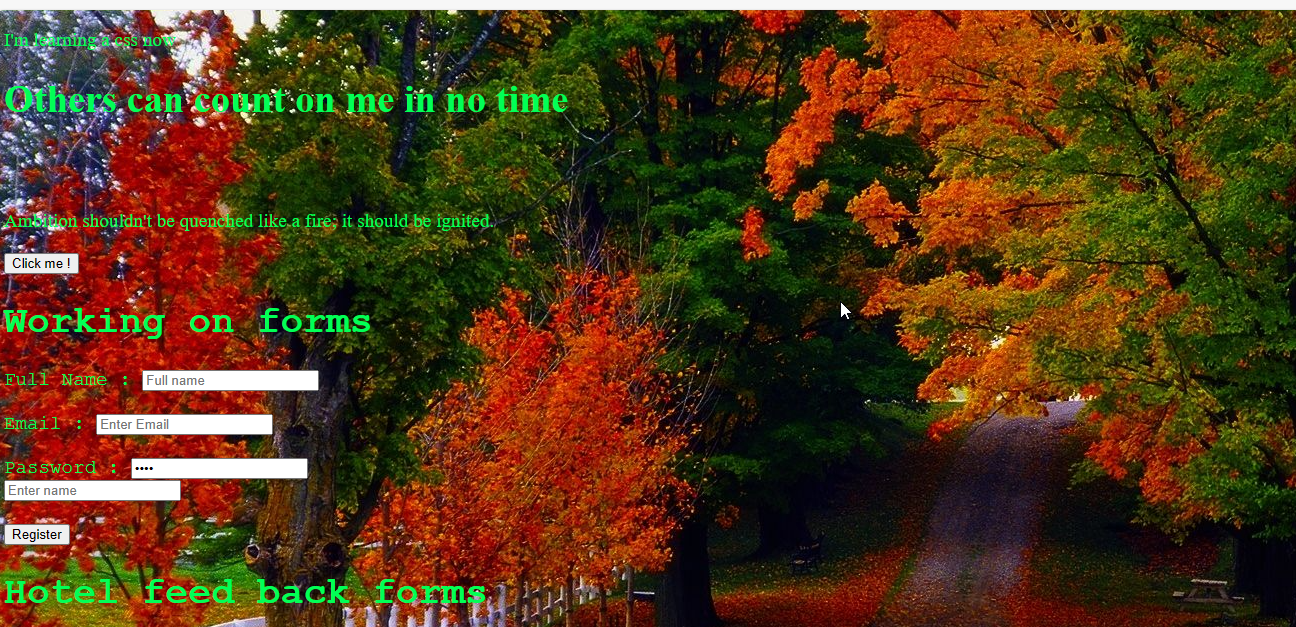 I'm learning a css now
Others can count on me in no time
Ambition shouldn't be quenched like a fire; it should be ignited.
Click me !
Working on forms
Full Name : Full name
Email : Enter Email
Password : ••••
Enter name
Register
Hotel feed back forms